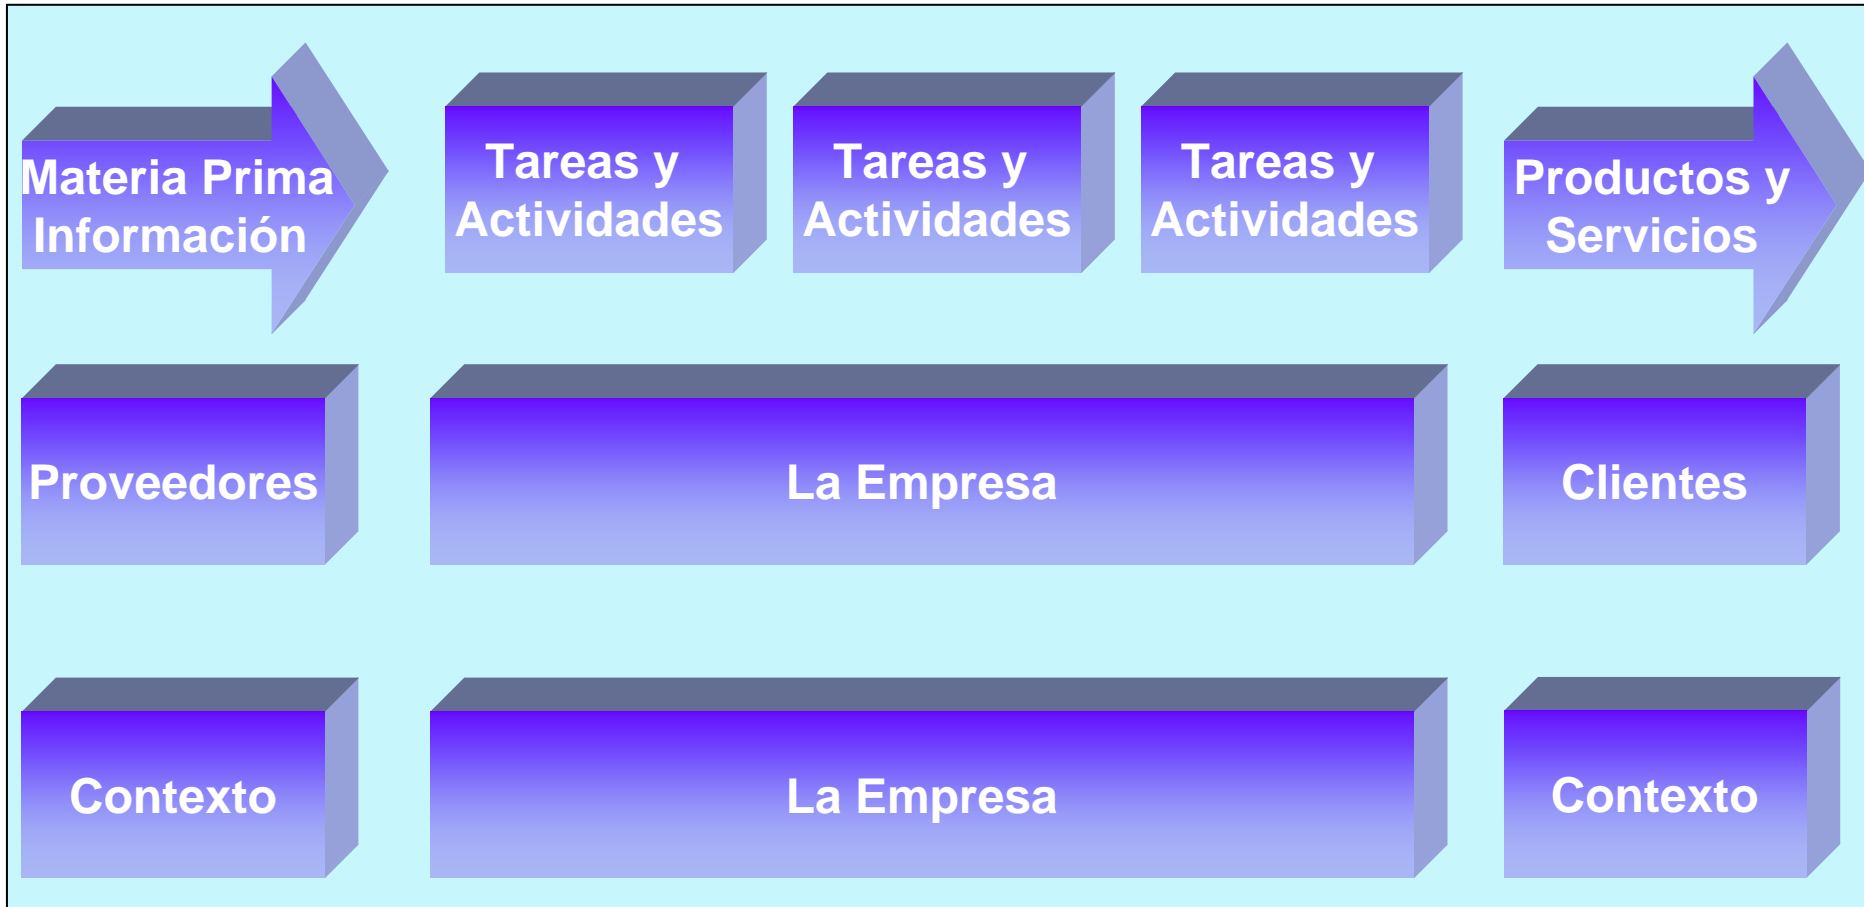 Materia Prima
Información
Tareas y
Actividades
Tareas y
Actividades
Tareas y
Actividades
Productos y
Servicios
Proveedores
La Empresa
Clientes
Contexto
La Empresa
Contexto